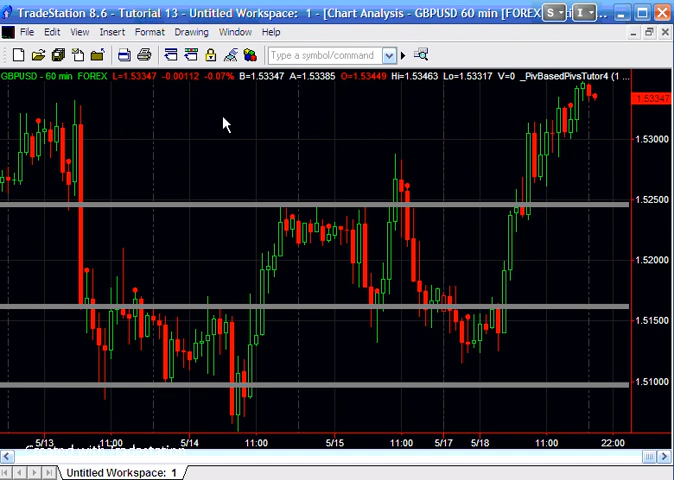 TradeStation 8.6 - Tutorial 13 - Untitled Workspace: 1 - [Chart Analysis - GBPUSD 60 min [FOREX
S I
File Edit View Insert Format Drawing Window Help
Type a symbol/command
GBPUSD - 60 min FOREX L=1.53347 -0.00112 -0.07% B=1.53347 A=1.53385 O=1.53449 Hi=1.53463 Lo=1.53317 V=0 _PivBasedPivsTutor4 (1 ...
1.53347
1.53000
1.52500
1.52000
1.51500
1.51000
5/13 11:00 5/14 11:00 5/15 11:00 5/17 5/18 11:00 22:00
Created with Tradestation
Untitled Workspace: 1